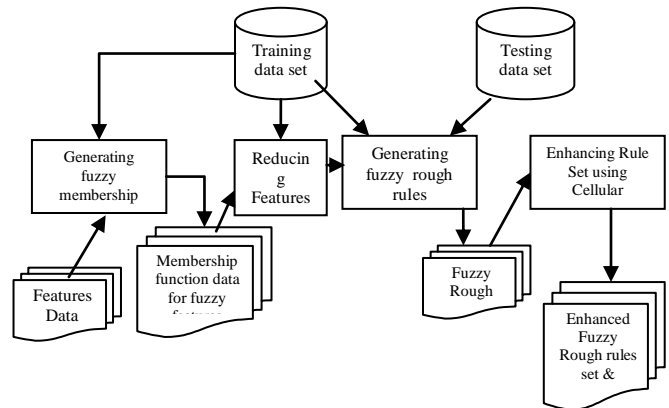 Training
data set
Testing
data set
Generating
fuzzy
membership
Reducin
g
Features
Generating
fuzzy rough
rules
Enhancing Rule
Set using
Cellular
Features
Data
Membership
function data
for fuzzy
Fuzzy
Rough
Enhanced
Fuzzy
Rough rules
set &